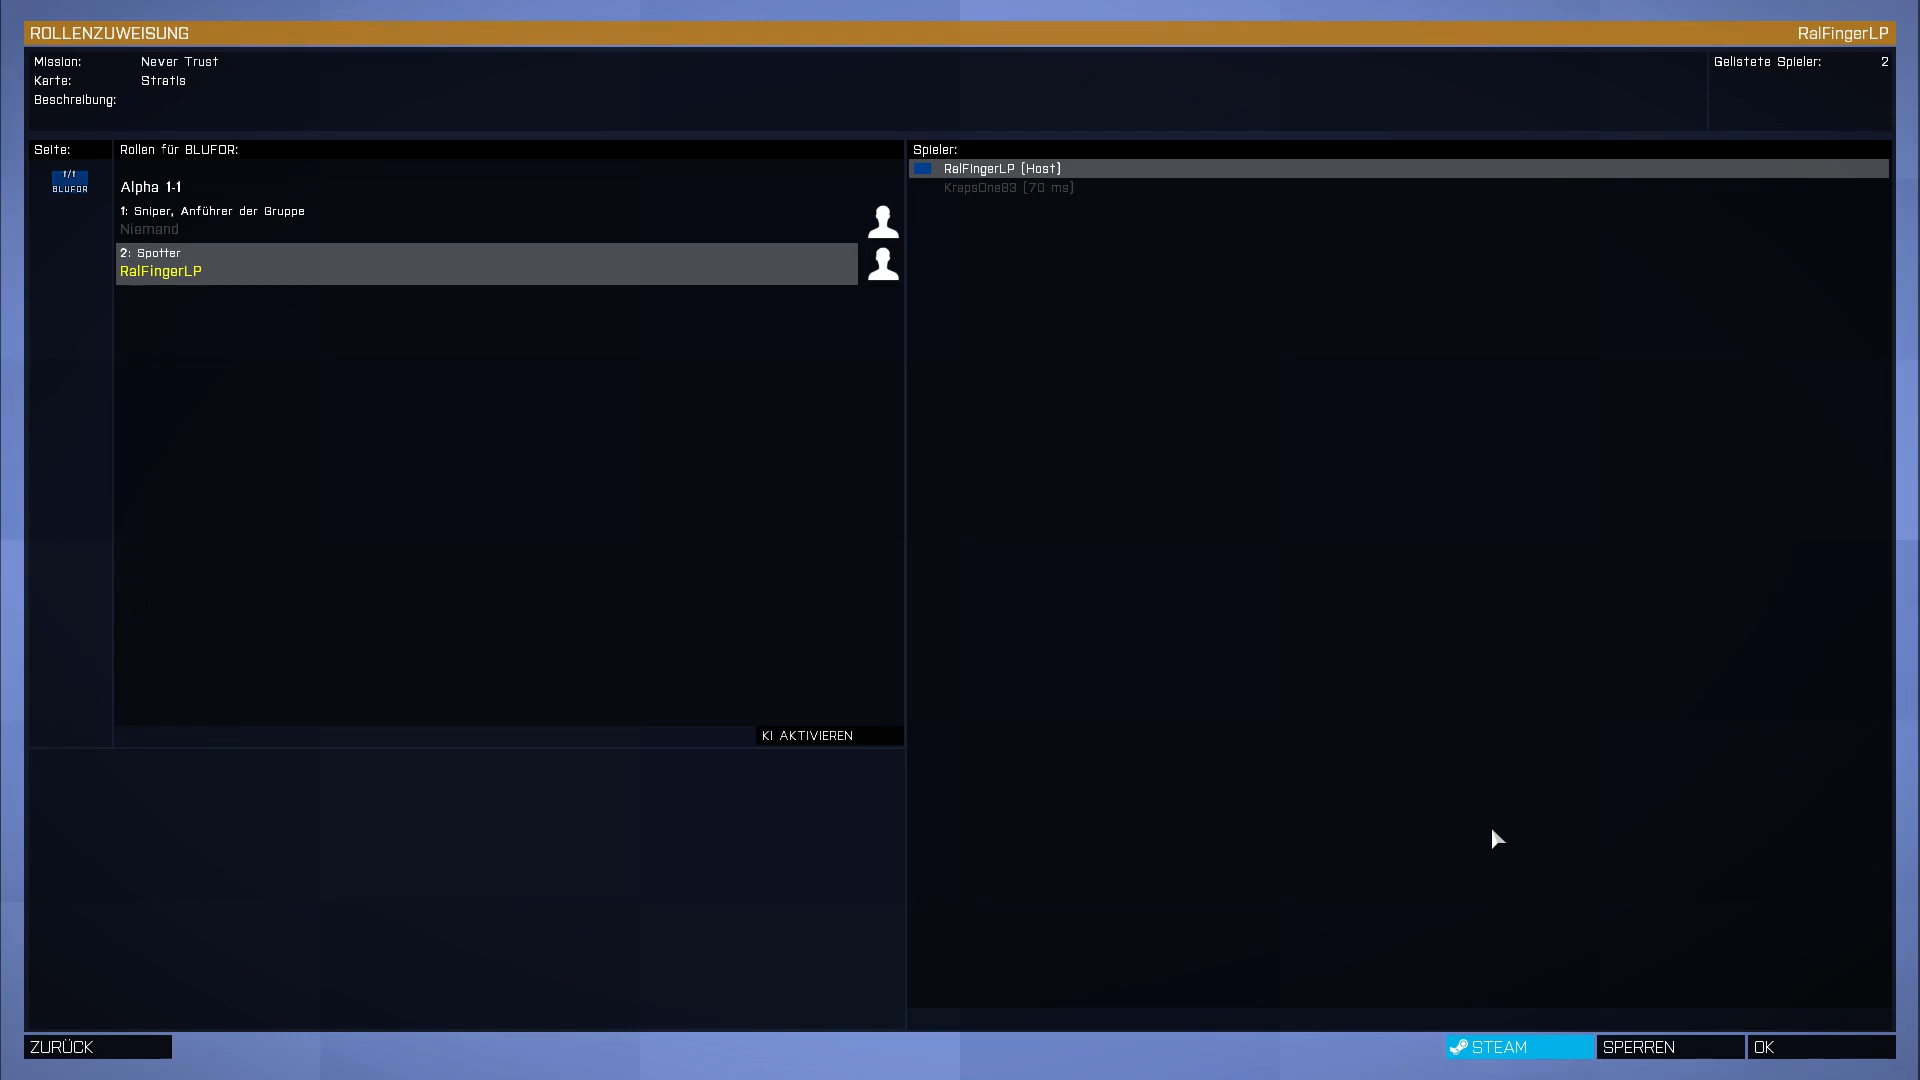 ROLLENZUWEISUNG
RalFingerLP
Mission: Never Trust
Karte: Stratis
Beschreibung:
Gelistete Spieler: 2
Seite:
1/1
BLUFOR
Rollen für BLUFOR:
Alpha 1-1
1: Sniper, Anführer der Gruppe
Niemand
2: Spotter
RalFingerLP
KI AKTIVIEREN
Spieler:
RalFingerLP (Host)
KrapsOne83 (70 ms)
ZURÜCK
STEAM
SPERREN
OK